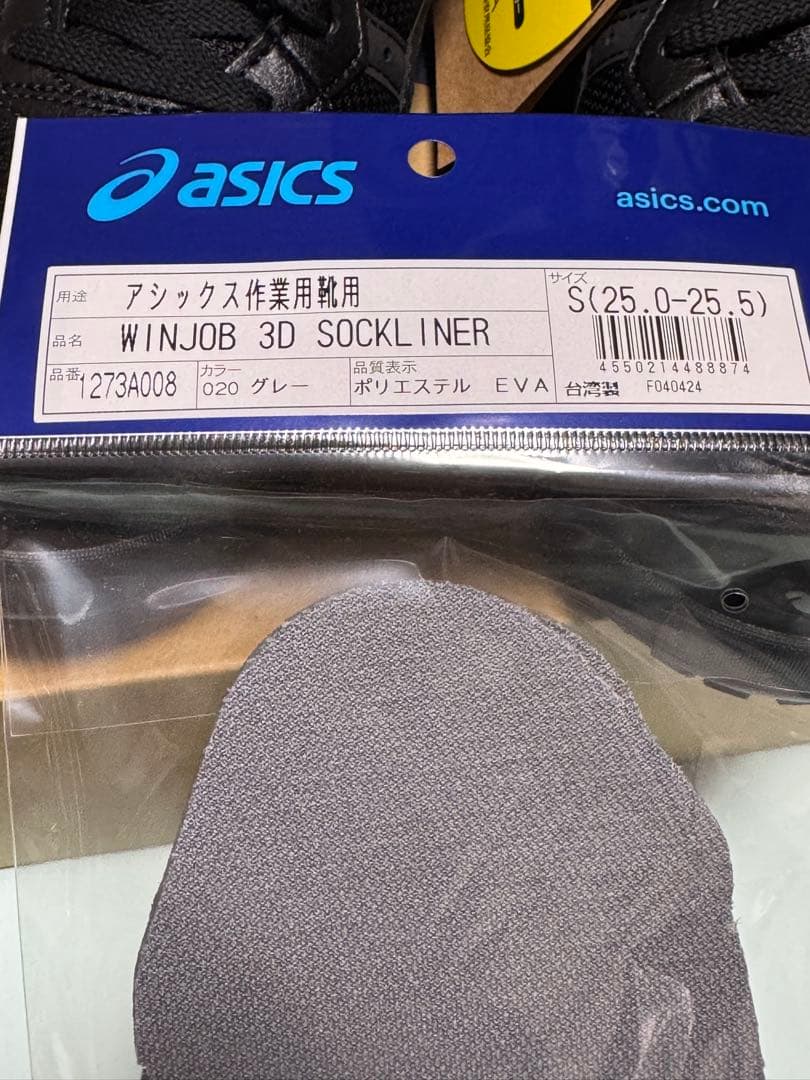 asics
asics.com
用途 アシックス作業用靴用
サイズ
S(25.0-25.5)
品名 WINJOB 3D SOCKLINER
4550214488874
品番 1273A008
カラー
020 グレー
品質表示
ポリエステル EVA
台湾製 F040424